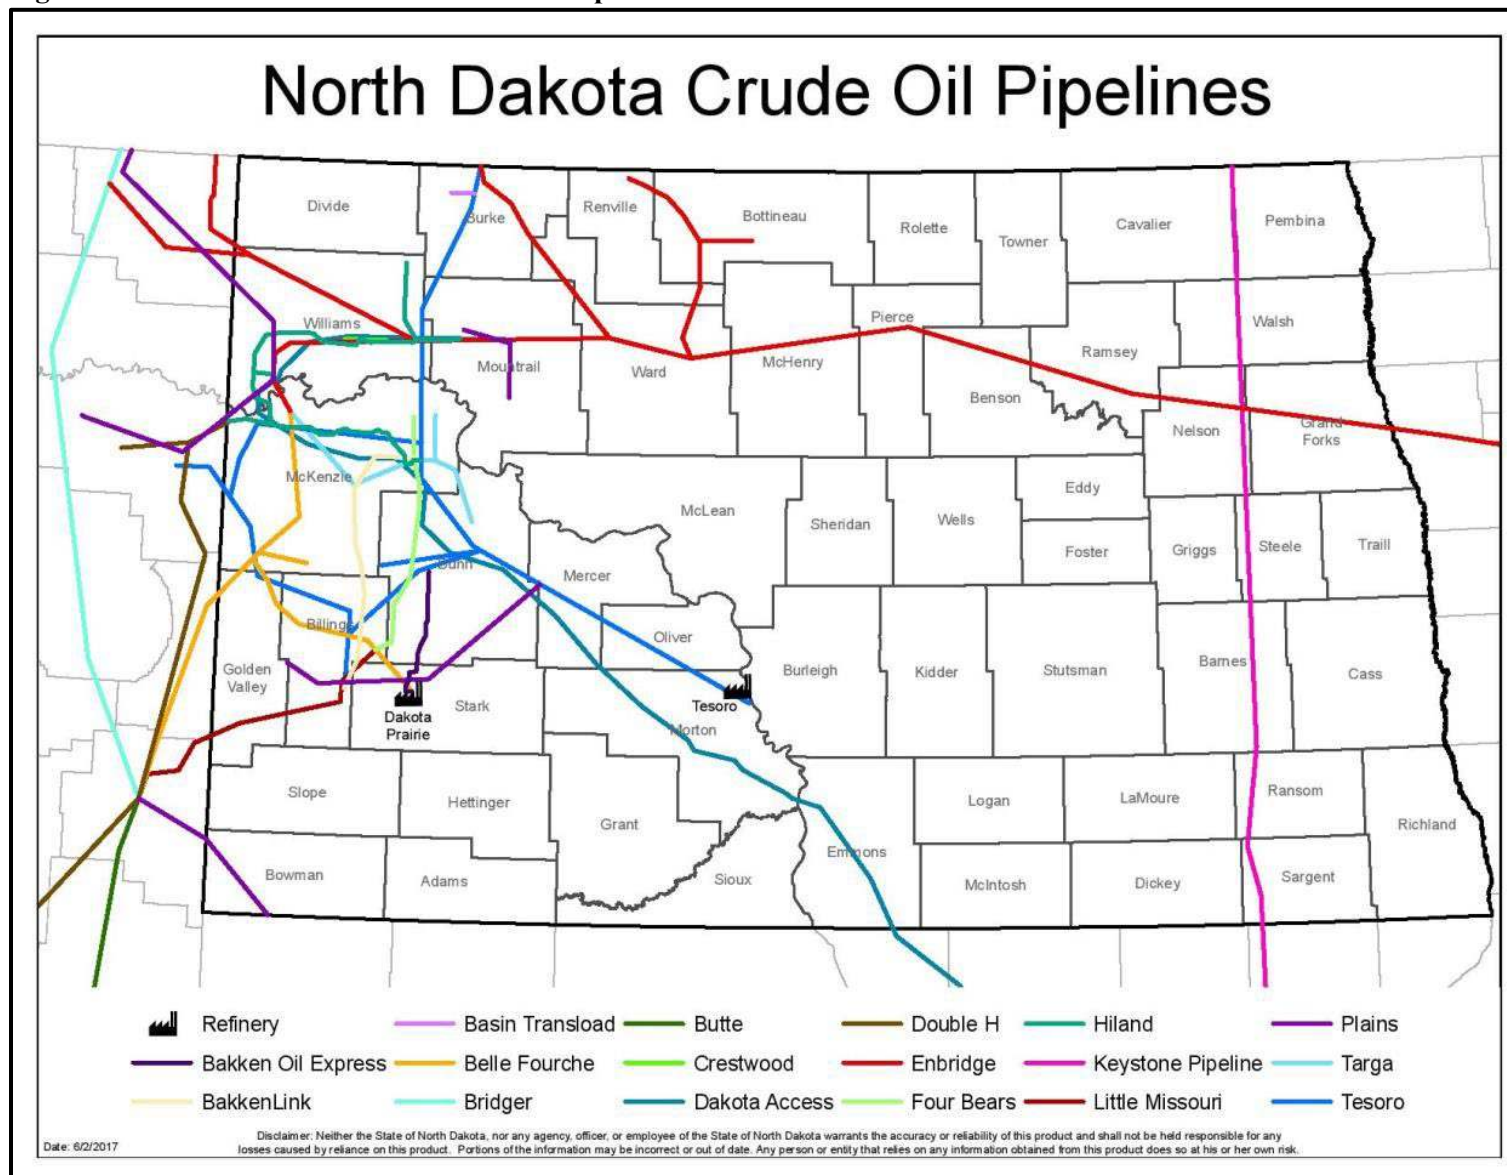 North Dakota Crude Oil Pipelines
Divide
Burke
Renville
Bottineau
Rolette
Towner
Cavalier
Pembina
Williams
Mountrail
Ward
McHenry
Pierce
Ramsey
Walsh
Benson
Nelson
Grand
Forks
McKenzie
McLean
Sheridan
Wells
Eddy
Foster
Griggs
Steele
Traill
Dunn
Mercer
Oliver
Billings
Golden
Valley
Stark
Morton
Burleigh
Kidder
Stutsman
Barnes
Cass
Dakota
Prairie
Tesoro
Slope
Hettinger
Grant
Sioux
Emmons
Logan
LaMoure
Ransom
Richland
Bowman
Adams
McIntosh
Dickey
Sargent
Refinery Basin Transload Butte Double H Hiland Plains
Bakken Oil Express Belle Fourche Crestwood Enbridge Keystone Pipeline Targa
BakkenLink Bridger Dakota Access Four Bears Little Missouri Tesoro
Date: 6/2/2017
Disclaimer: Neither the State of North Dakota, nor any agency, officer, or employee of the State of North Dakota warrants the accuracy or reliability of this product and shall not be held responsible for any
losses caused by reliance on this product. Portions of the information may be incorrect or out of date. Any person or entity that relies on any information obtained from this product does so at his or her own risk.